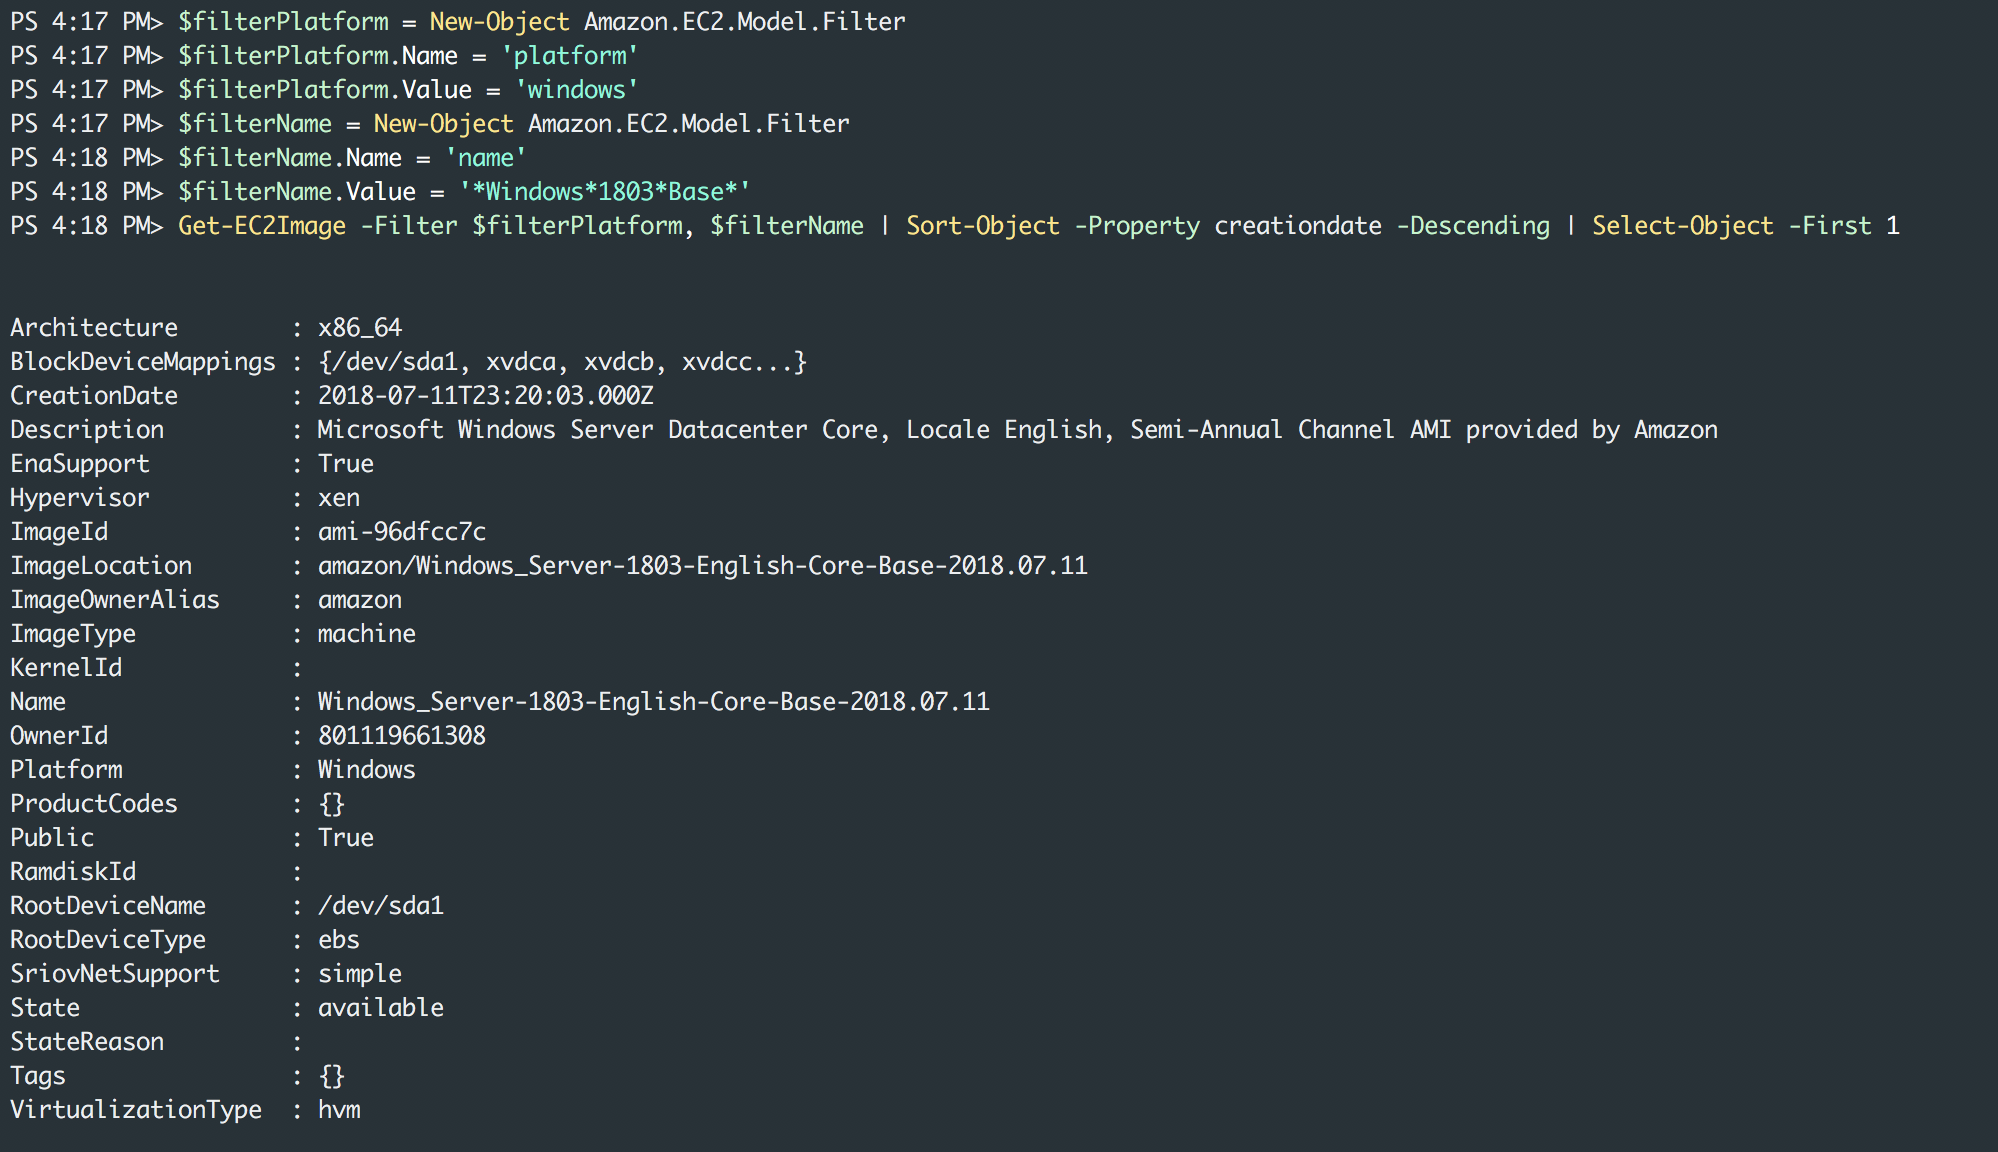 PS 4:17 PM> $filterPlatform = New-Object Amazon.EC2.Model.Filter
PS 4:17 PM> $filterPlatform.Name = 'platform'
PS 4:17 PM> $filterPlatform.Value = 'windows'
PS 4:17 PM> $filterName = New-Object Amazon.EC2.Model.Filter
PS 4:18 PM> $filterName.Name = 'name'
PS 4:18 PM> $filterName.Value = '*Windows*1803*Base*'
PS 4:18 PM> Get-EC2Image -Filter $filterPlatform, $filterName | Sort-Object -Property creationdate -Descending | Select-Object -First 1
Architecture : x86_64
BlockDeviceMappings : {/dev/sda1, xvdca, xvdcb, xvdcc...}
CreationDate : 2018-07-11T23:20:03.000Z
Description : Microsoft Windows Server Datacenter Core, Locale English, Semi-Annual Channel AMI provided by Amazon
EnaSupport : True
Hypervisor : xen
ImageId : ami-96dfcc7c
ImageLocation : amazon/Windows_Server-1803-English-Core-Base-2018.07.11
ImageOwnerAlias : amazon
ImageType : machine
KernelId :
Name : Windows_Server-1803-English-Core-Base-2018.07.11
OwnerId : 801119661308
Platform : Windows
ProductCodes : {}
Public : True
RamdiskId :
RootDeviceName : /dev/sda1
RootDeviceType : ebs
SriovNetSupport : simple
State : available
StateReason :
Tags : {}
VirtualizationType : hvm